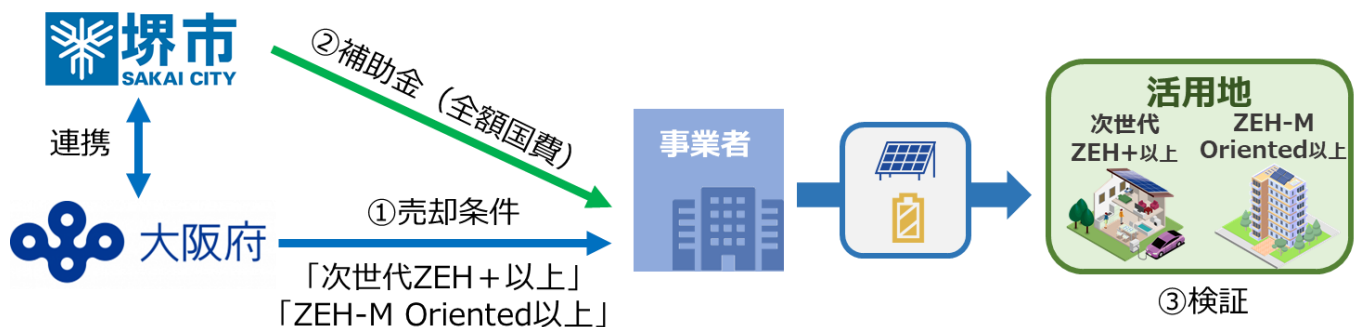 堺市
SAKAI CITY
連携
大阪府
②補助金（全額国費）
①売却条件
「次世代ZEH＋以上」
「ZEH-M Oriented以上」
事業者
活用地
次世代
ZEH+以上
ZEH-M
Oriented以上
③検証